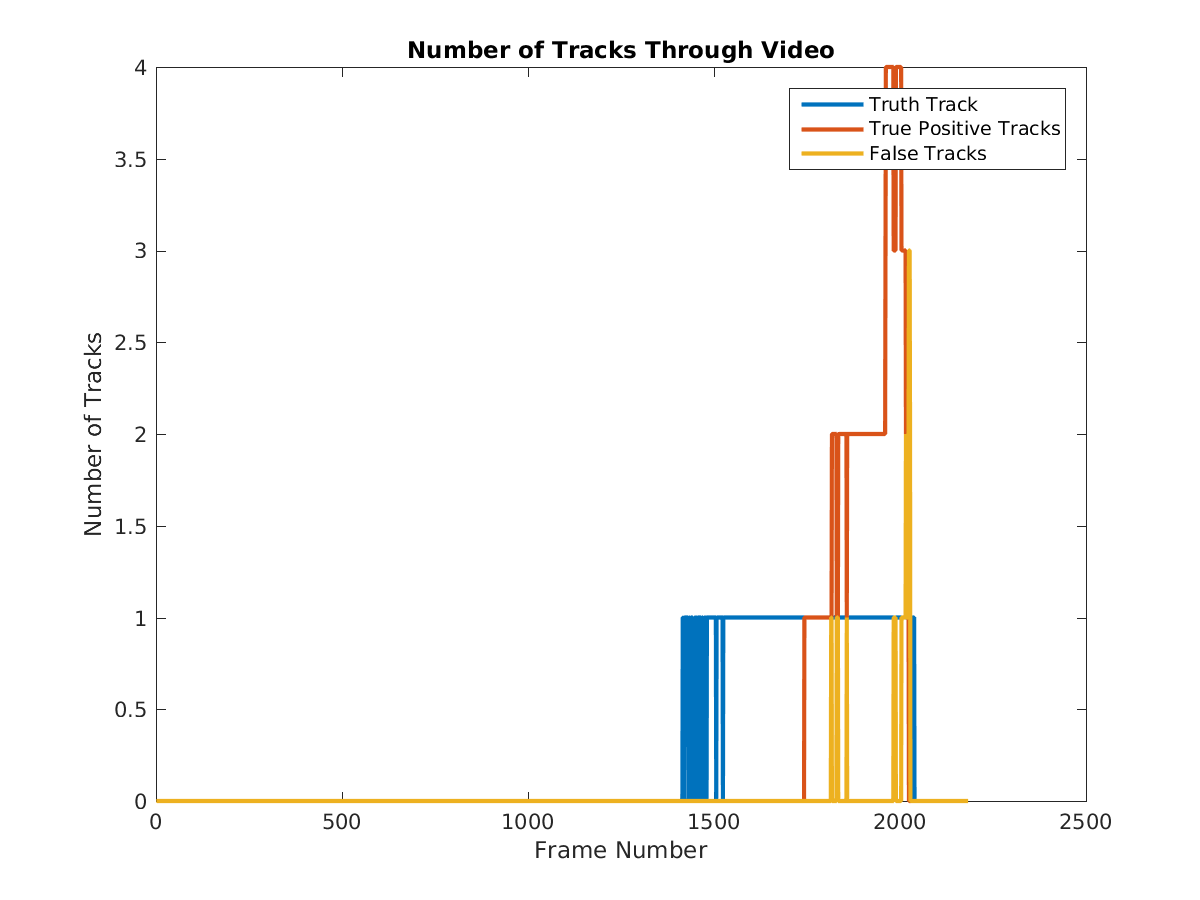 Number of Tracks Through Video
4
3.5
3
2.5
2
1.5
1
0.5
0
Number of Tracks
Truth Track
True Positive Tracks
False Tracks
0 500 1000 1500 2000 2500
Frame Number